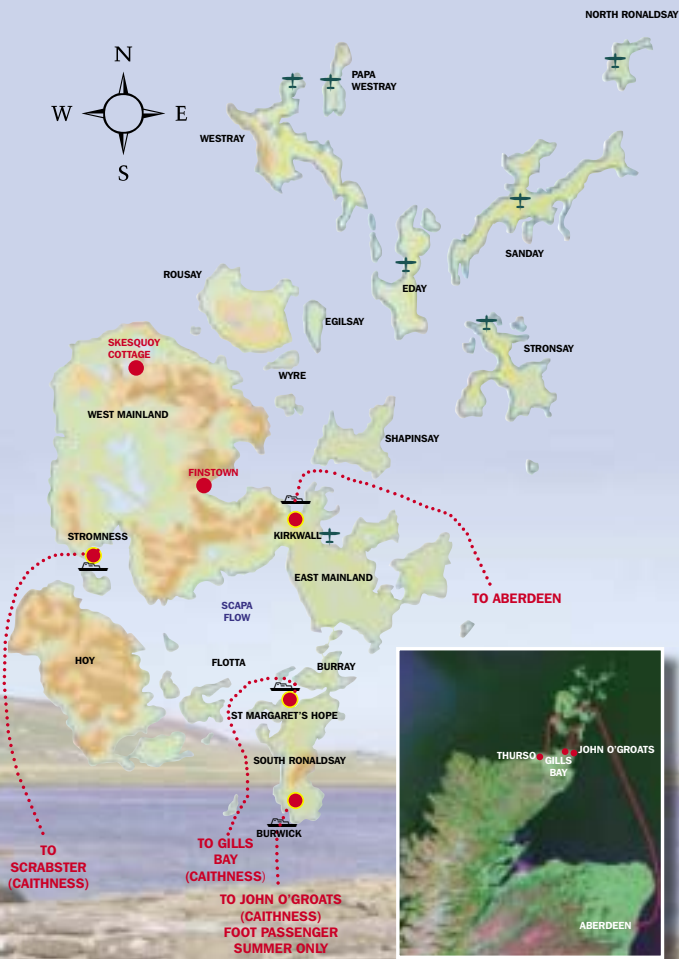 NORTH RONALDSAY
N
W E
S
PAPA
WESTRAY
WESTRAY
SANDAY
ROUSAY
EDAY
EGILSAY
STRONSAY
SKESQUOY
COTTAGE
WYRE
WEST MAINLAND
SHAPINSAY
FINSTOWN
STROMNESS
KIRKWALL
EAST MAINLAND
TO ABERDEEN
SCAPA
FLOW
HOY
FLOTTA
BURRAY
ST MARGARET'S HOPE
SOUTH RONALDSAY
BURWICK
TO
SCRABSTER
(CAITHNESS)
TO GILLS
BAY
(CAITHNESS)
TO JOHN O'GROATS
(CAITHNESS)
FOOT PASSENGER
SUMMER ONLY
THURSO
GILLS
BAY
JOHN O'GROATS
ABERDEEN